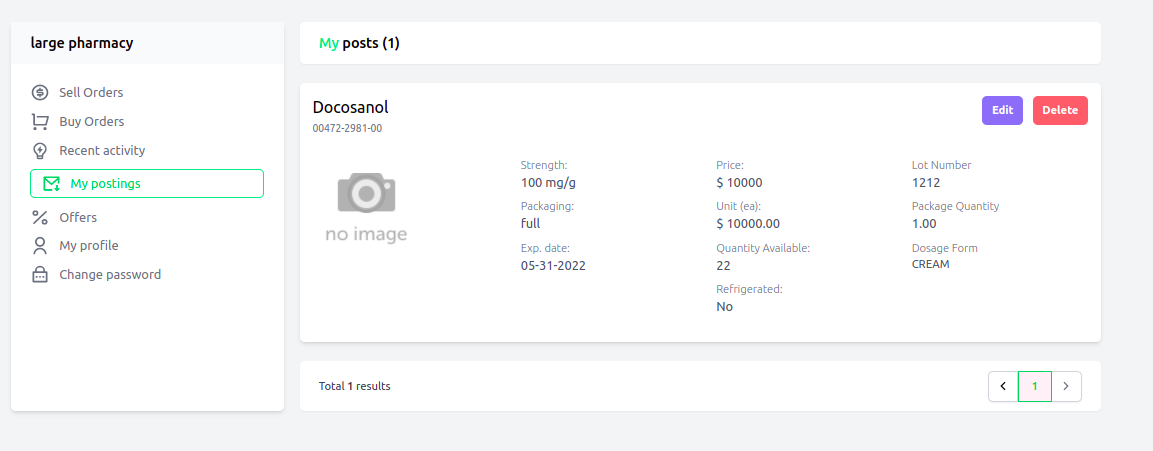 large pharmacy
Sell Orders
Buy Orders
Recent activity
My postings
Offers
My profile
Change password
My posts (1)
Docosanol
00472-2981-00
Edit
Delete
no image
Strength:
100 mg/g
Packaging:
full
Exp. date:
05-31-2022
Price:
$ 10000
Unit (ea):
$ 10000.00
Quantity Available:
22
Refrigerated:
No
Lot Number
1212
Package Quantity
1.00
Dosage Form
CREAM
Total 1 results
1